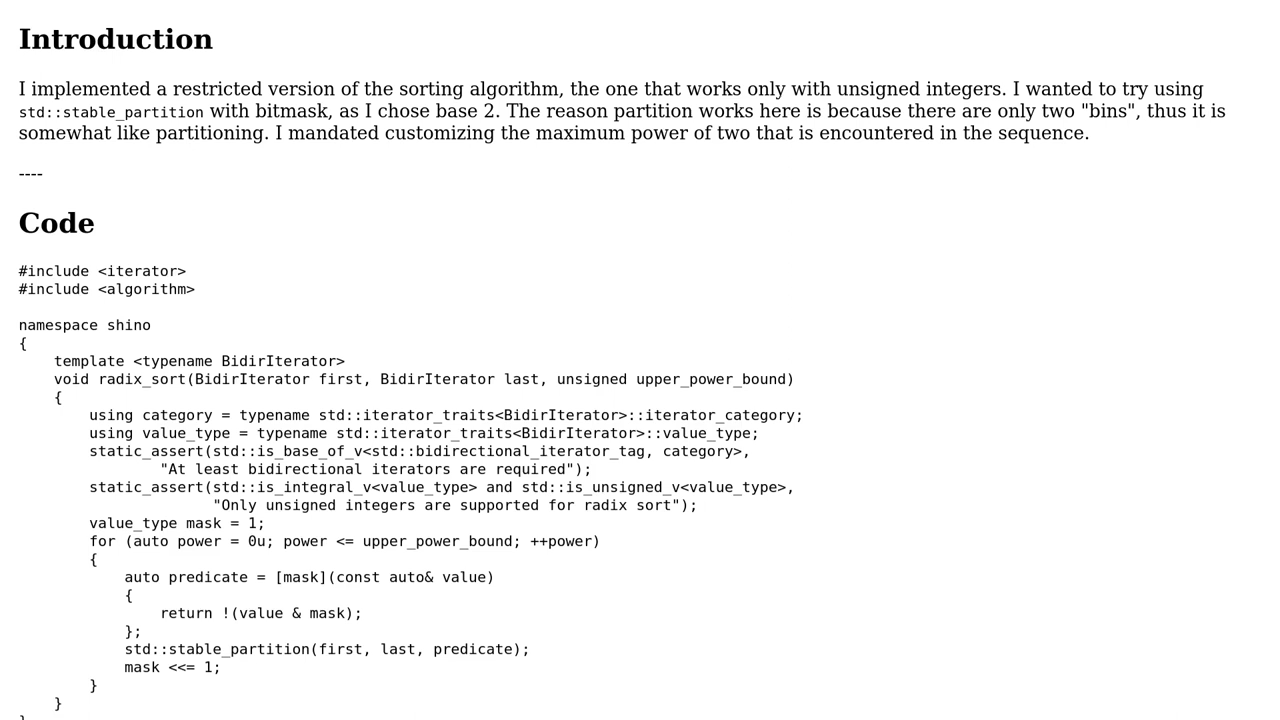 Introduction
I implemented a restricted version of the sorting algorithm, the one that works only with unsigned integers. I wanted to try using
std::stable_partition with bitmask, as I chose base 2. The reason partition works here is because there are only two "bins", thus it is
somewhat like partitioning. I mandated customizing the maximum power of two that is encountered in the sequence.
----
Code
#include <iterator>
#include <algorithm>

namespace shino
{
    template <typename BidirIterator>
    void radix_sort(BidirIterator first, BidirIterator last, unsigned upper_power_bound)
    {
        using category = typename std::iterator_traits<BidirIterator>::iterator_category;
        using value_type = typename std::iterator_traits<BidirIterator>::value_type;
        static_assert(std::is_base_of_v<std::bidirectional_iterator_tag, category>,
                "At least bidirectional iterators are required");
        static_assert(std::is_integral_v<value_type> and std::is_unsigned_v<value_type>,
                      "Only unsigned integers are supported for radix sort");
        value_type mask = 1;
        for (auto power = 0u; power <= upper_power_bound; ++power)
        {
            auto predicate = [mask](const auto& value)
            {
                return !(value & mask);
            };
            std::stable_partition(first, last, predicate);
            mask <<= 1;
        }
    }
}